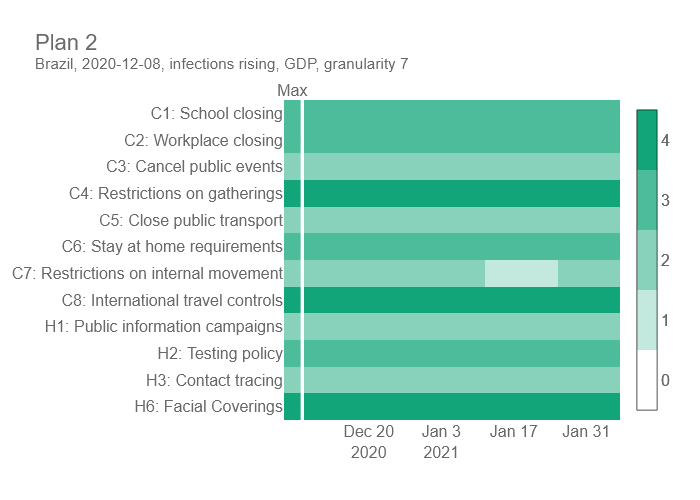 Plan 2
Brazil, 2020-12-08, infections rising, GDP, granularity 7
Max
C1: School closing
C2: Workplace closing
C3: Cancel public events
C4: Restrictions on gatherings
C5: Close public transport
C6: Stay at home requirements
C7: Restrictions on internal movement
C8: International travel controls
H1: Public information campaigns
H2: Testing policy
H3: Contact tracing
H6: Facial Coverings
Dec 20 Jan 3 Jan 17 Jan 31
2020 2021
4
3
2
1
0